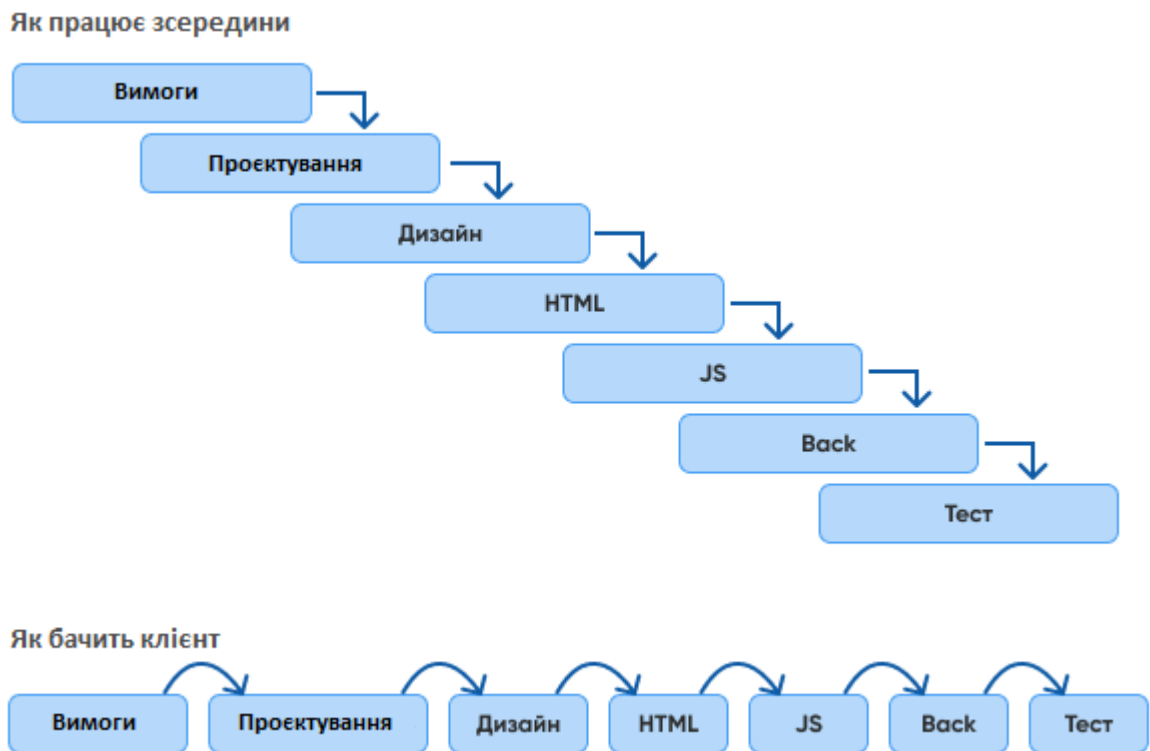 Як працює зсередини
Вимоги
Проєктування
Дизайн
HTML
JS
Back
Тест
Як бачить клієнт
Вимоги
Проєктування
Дизайн
HTML
JS
Back
Тест